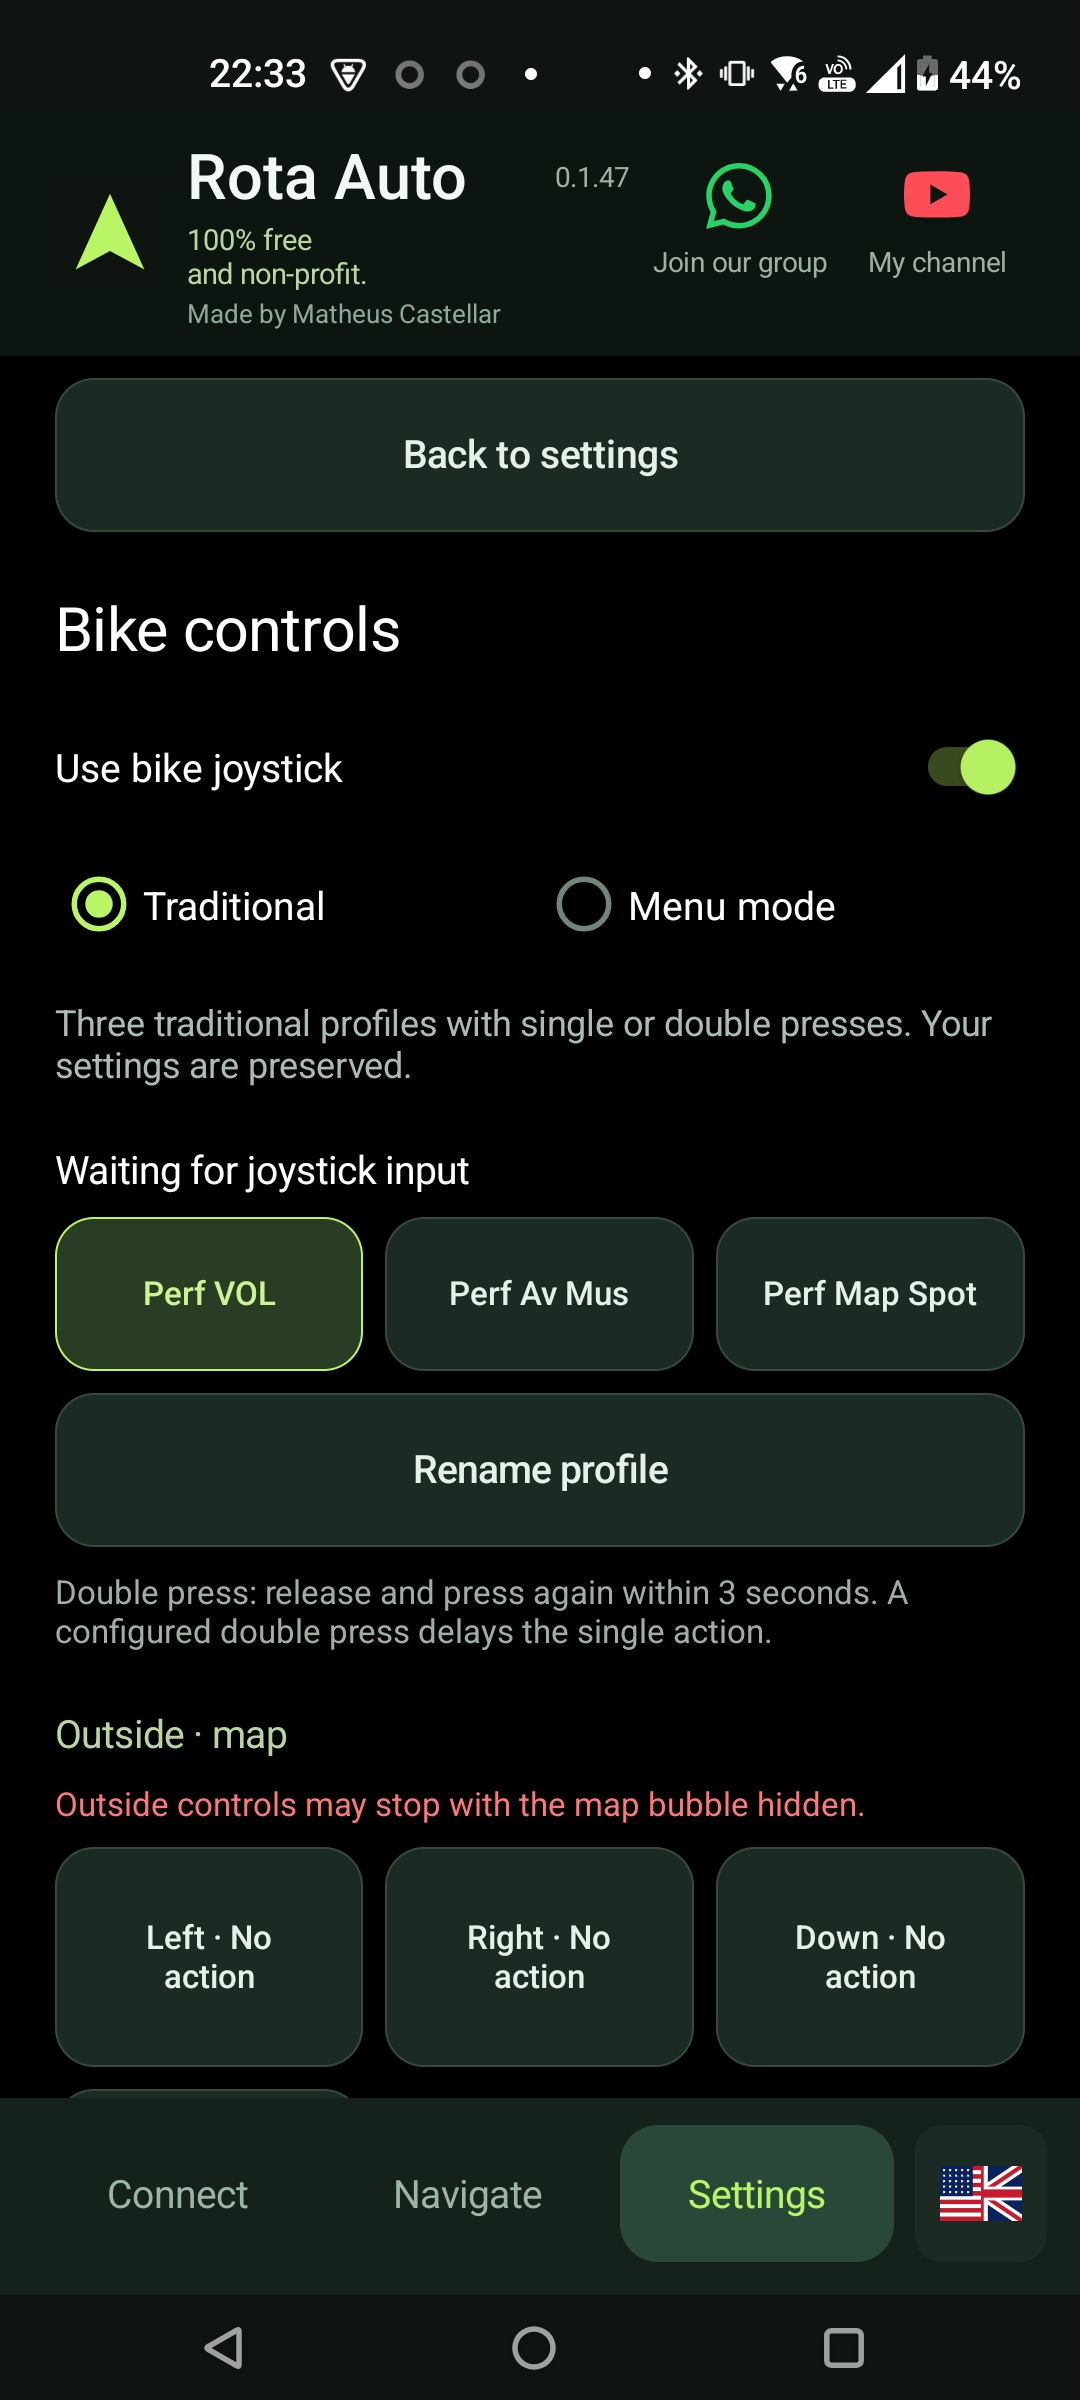 22:33
6
VO
LTE
44%
Rota Auto
0.1.47
100% free
and non-profit.
Made by Matheus Castellar
Join our group
My channel
Back to settings
Bike controls
Use bike joystick
Traditional
Menu mode
Three traditional profiles with single or double presses. Your
settings are preserved.
Waiting for joystick input
Perf VOL
Perf Av Mus
Perf Map Spot
Rename profile
Double press: release and press again within 3 seconds. A
configured double press delays the single action.
Outside · map
Outside controls may stop with the map bubble hidden.
Left · No
action
Right · No
action
Down · No
action
Connect
Navigate
Settings